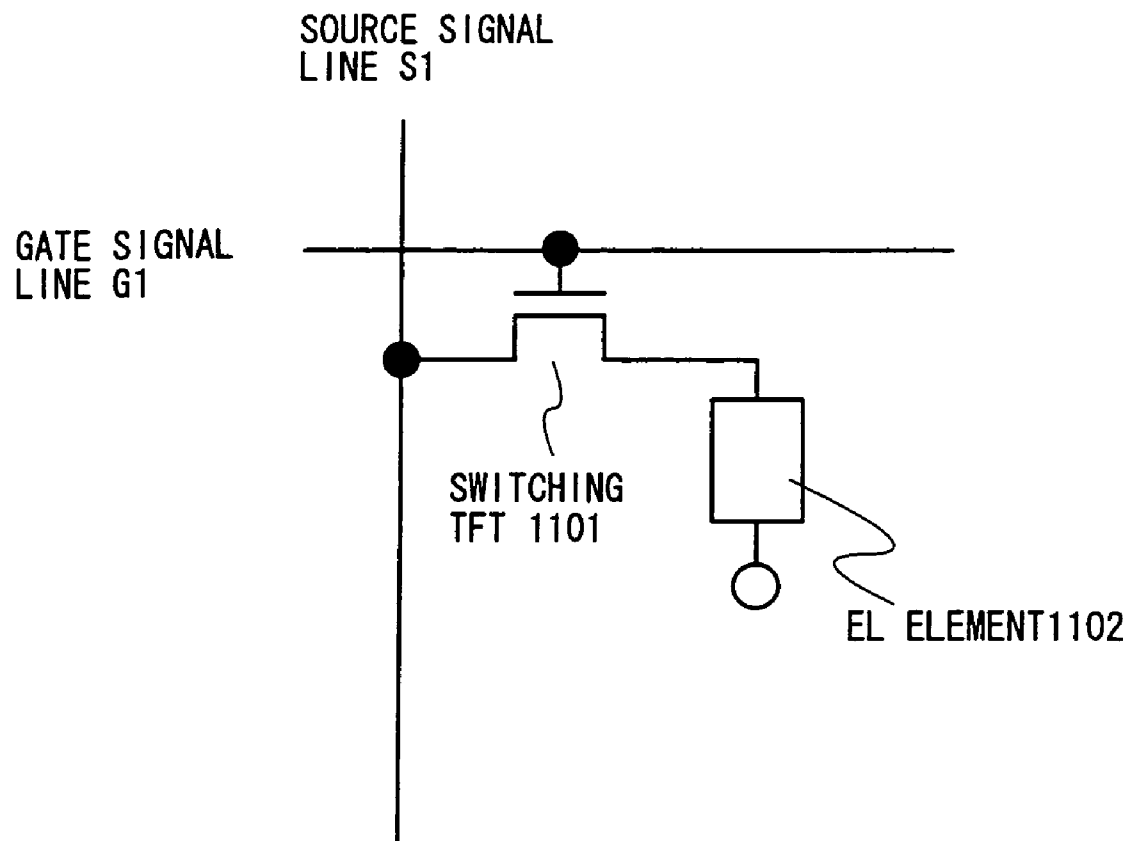 SOURCE SIGNAL
LINE S1
GATE SIGNAL
LINE G1
SWITCHING
TFT 1101
EL ELEMENT1102